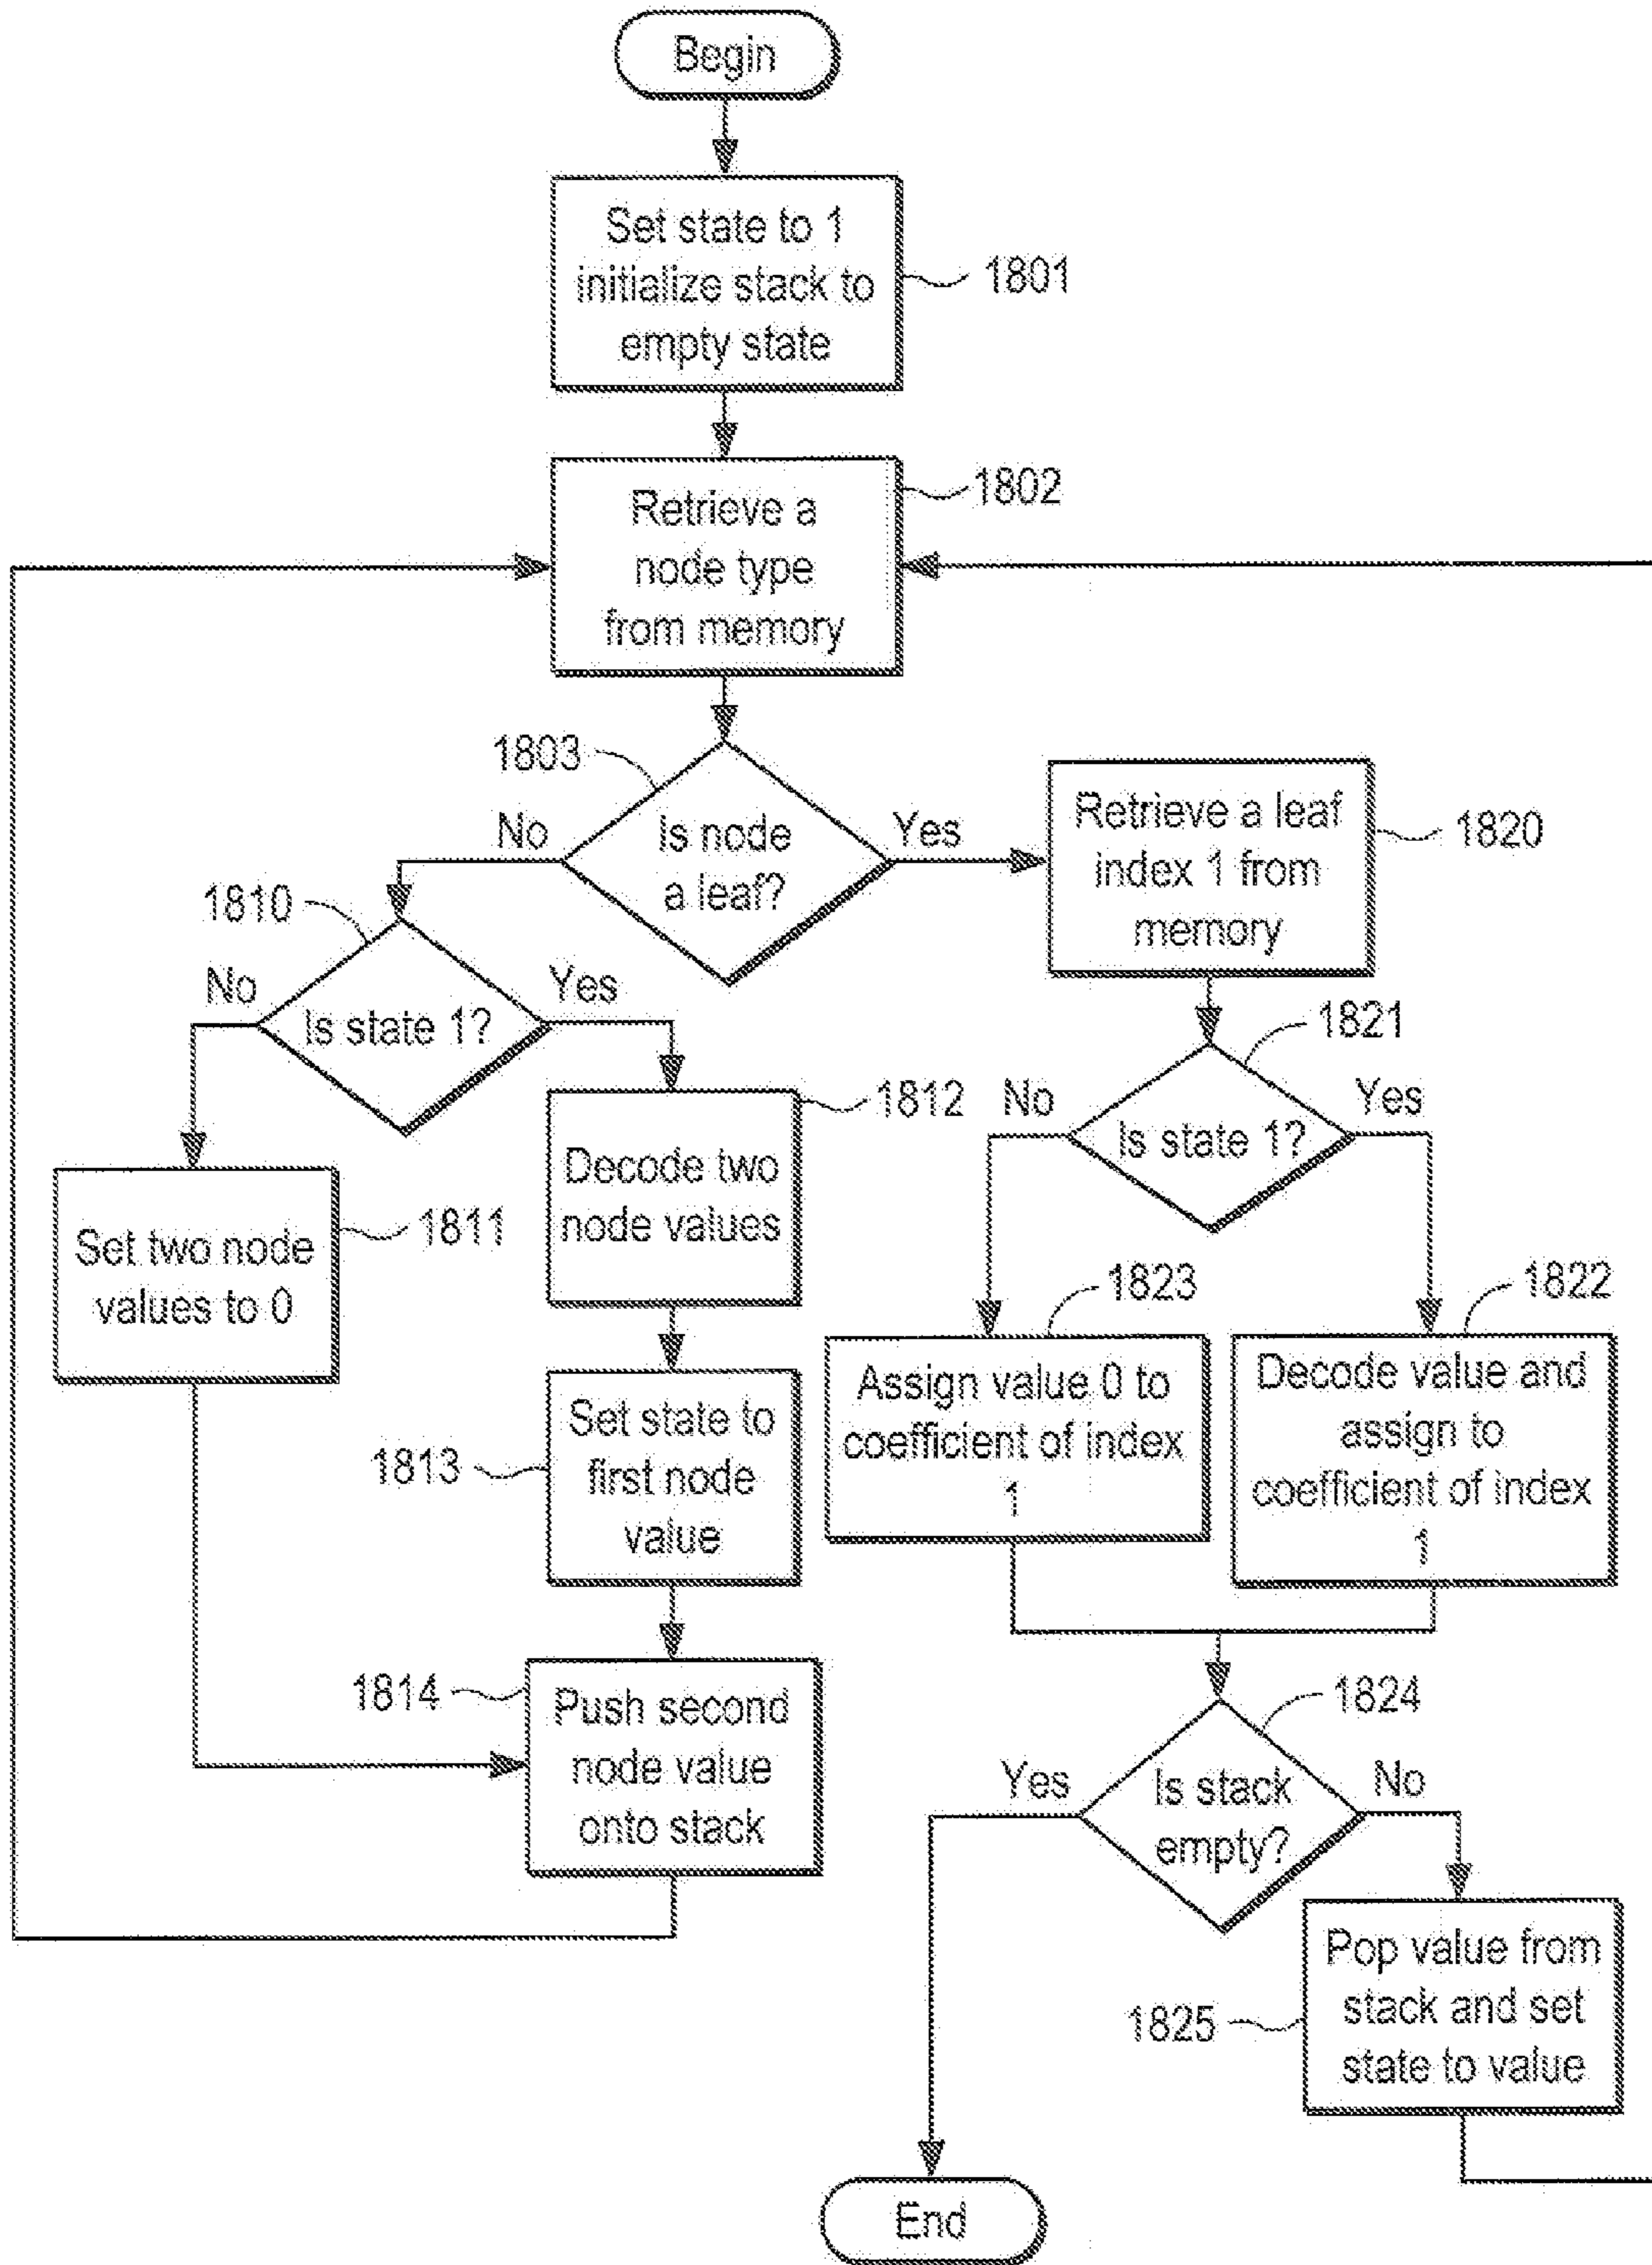 Begin
Set state to 1
initialize stack to
empty state
1801
Retrieve a
node type
from memory
1802
1803
Is node
a leaf?
No
Yes
Retrieve a leaf
index 1 from
memory
1820
1810
Is state 1?
No
Yes
1821
Is state 1?
No
Yes
Set two node
values to 0
1811
Decode two
node values
1812
1823
Assign value 0 to
coefficient of index
1
1822
Decode value and
assign to
coefficient of index
1
1813
Set state to
first node
value
1814
Push second
node value
onto stack
1824
Is stack
empty?
Yes
No
1825
Pop value from
stack and set
state to value
End